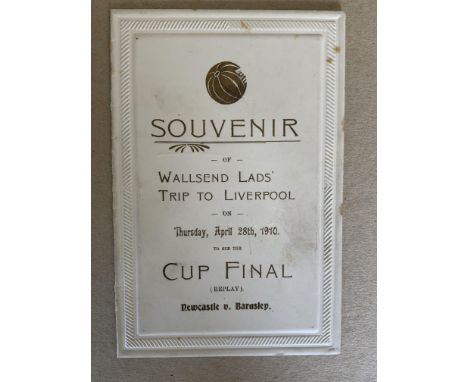 SOUVENIR
— OF —
WALLSEND LADS'
TRIP TO LIVERPOOL
— ON —
Thursday, April 28th, 1910.
TO SEE THE
CUP FINAL
(REPLAY).
Newcastle v. Barnsley.